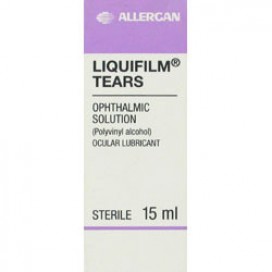 ALLERGAN
LIQUIFILM®
TEARS
OPHTHALMIC
SOLUTION
(Polyvinyl alcohol)
OCULAR LUBRICANT
STERILE 15 ml